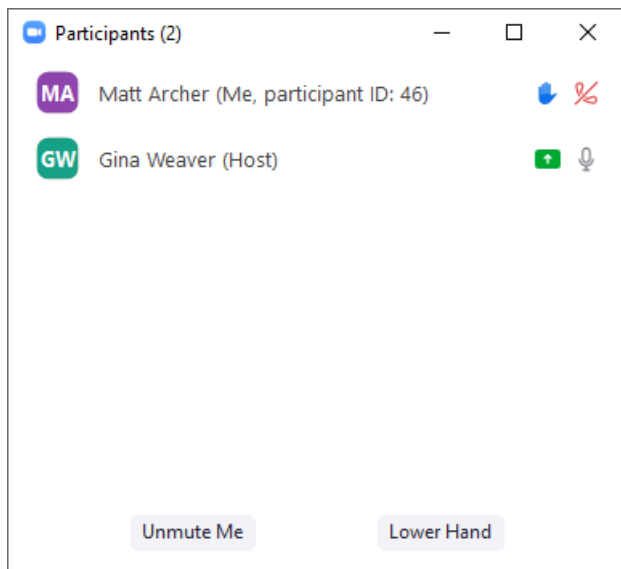 Participants (2)
MA Matt Archer (Me, participant ID: 46)
GW Gina Weaver (Host)
Unmute Me Lower Hand